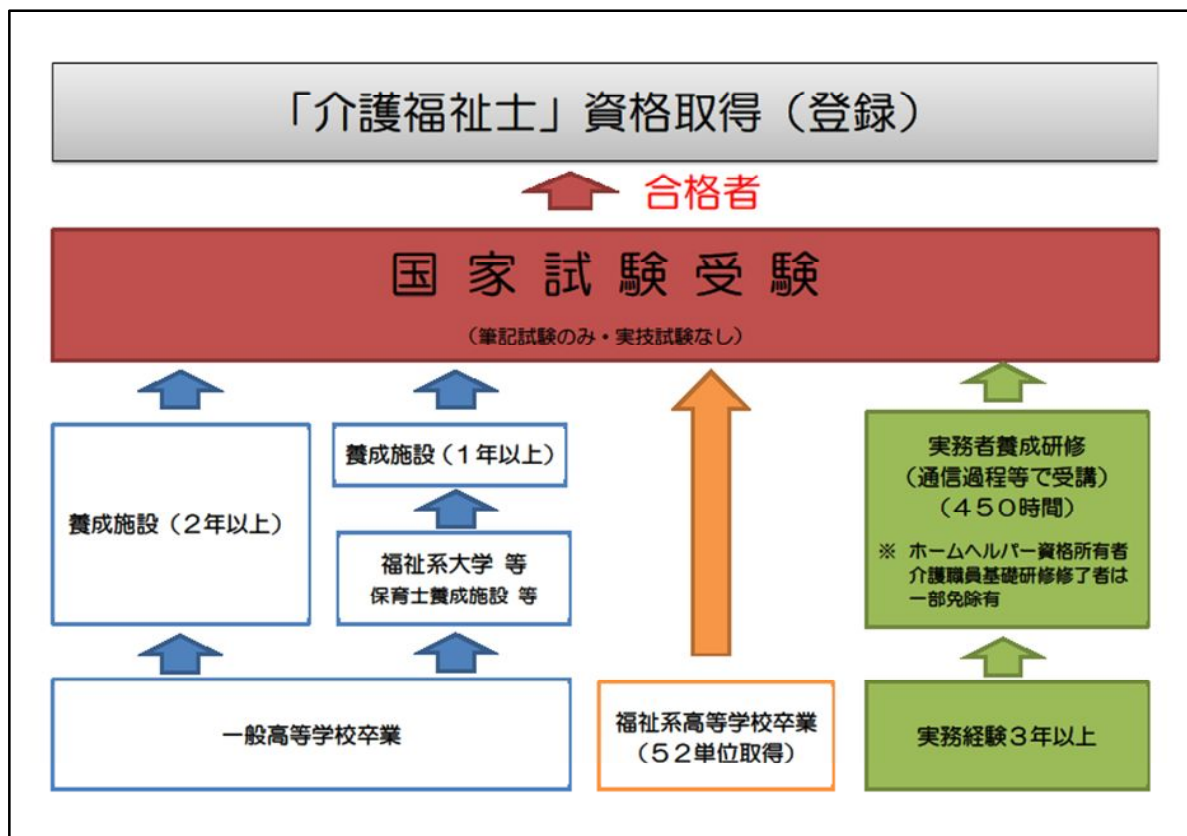 「介護福祉士」資格取得（登録）
合格者
国家試験受験
（筆記試験のみ・実技試験なし）
養成施設（２年以上）
養成施設（１年以上）
福祉系大学 等
保育士養成施設 等
一般高等学校卒業
福祉系高等学校卒業
（５２単位取得）
実務者養成研修
（通信過程等で受講）
（４５０時間）
※ ホームヘルパー資格所有者
介護職員基礎研修修了者は
一部免除有
実務経験３年以上